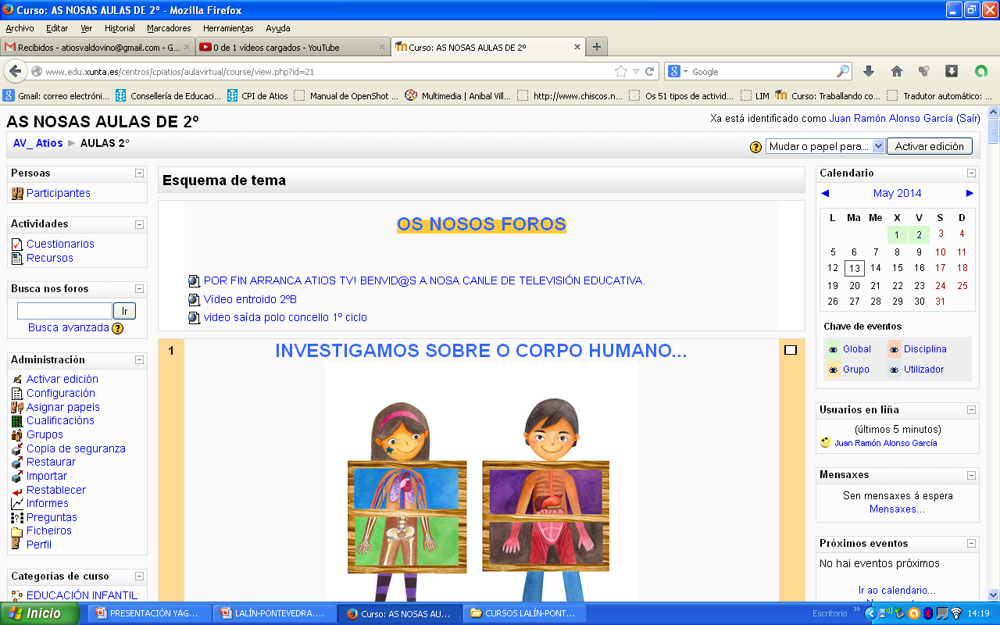 Curso: AS NOSAS AULAS DE 2º - Mozilla Firefox
Archivo Editar Ver Historial Marcadores Herramientas Ayuda
Recibidos - atiosvaldovino@gmail.com - G...
0 de 1 vídeos cargados - YouTube
Curso: AS NOSAS AULAS DE 2º
www.edu.xunta.es/centros/cpiatios/aulavirtual/course/view.php?id=21
Google
Gmail: correo electróni... Consellería de Educaci... CPI de Atios Manual de OpenShot ... Multimedia | Anibal Vill... http://www.chiscos.n... Os 51 tipos de activid... LIM Curso: Traballando co... Tradutor automático:
AS NOSAS AULAS DE 2º
Xa está identificado como Juan Ramón Alonso García (Saír)
AV_ Atios ► AULAS 2º
Mudar o papel para...
Activar edición
Persoas
Participantes
Actividades
Cuestionarios
Recursos
Busca nos foros
Ir
Busca avanzada
Administración
Activar edición
Configuración
Asignar papeis
Cualificacións
Grupos
Copia de seguranza
Restaurar
Importar
Restablecer
Informes
Preguntas
Ficheiros
Perfil
Categorías de curso
EDUCACIÓN INFANTIL
Esquema de tema
OS NOSOS FOROS
POR FIN ARRANCA ATIOS TV! BENVID@S A NOSA CANLE DE TELEVISIÓN EDUCATIVA.
Vídeo entroido 2ºB
video saída polo concello 1º ciclo
1
INVESTIGAMOS SOBRE O CORPO HUMANO...
Calendario
◄ May 2014 ►
L Ma Me X V S D
1 2 3 4
5 6 7 8 9 10 11
12 13 14 15 16 17 18
19 20 21 22 23 24 25
26 27 28 29 30 31
Chave de eventos
Global Disciplina
Grupo Utilizador
Usuarios en liña
(últimos 5 minutos)
Juan Ramón Alonso García
Mensaxes
Sen mensaxes á espera
Mensaxes...
Próximos eventos
No hai eventos próximos
Ir ao calendario...
Inicio
PRESENTACIÓN YAG...
LALÍN-PONTEVEDRA....
Curso: AS NOSAS AU...
CURSOS LALÍN-PONT...
Escritorio
14:19